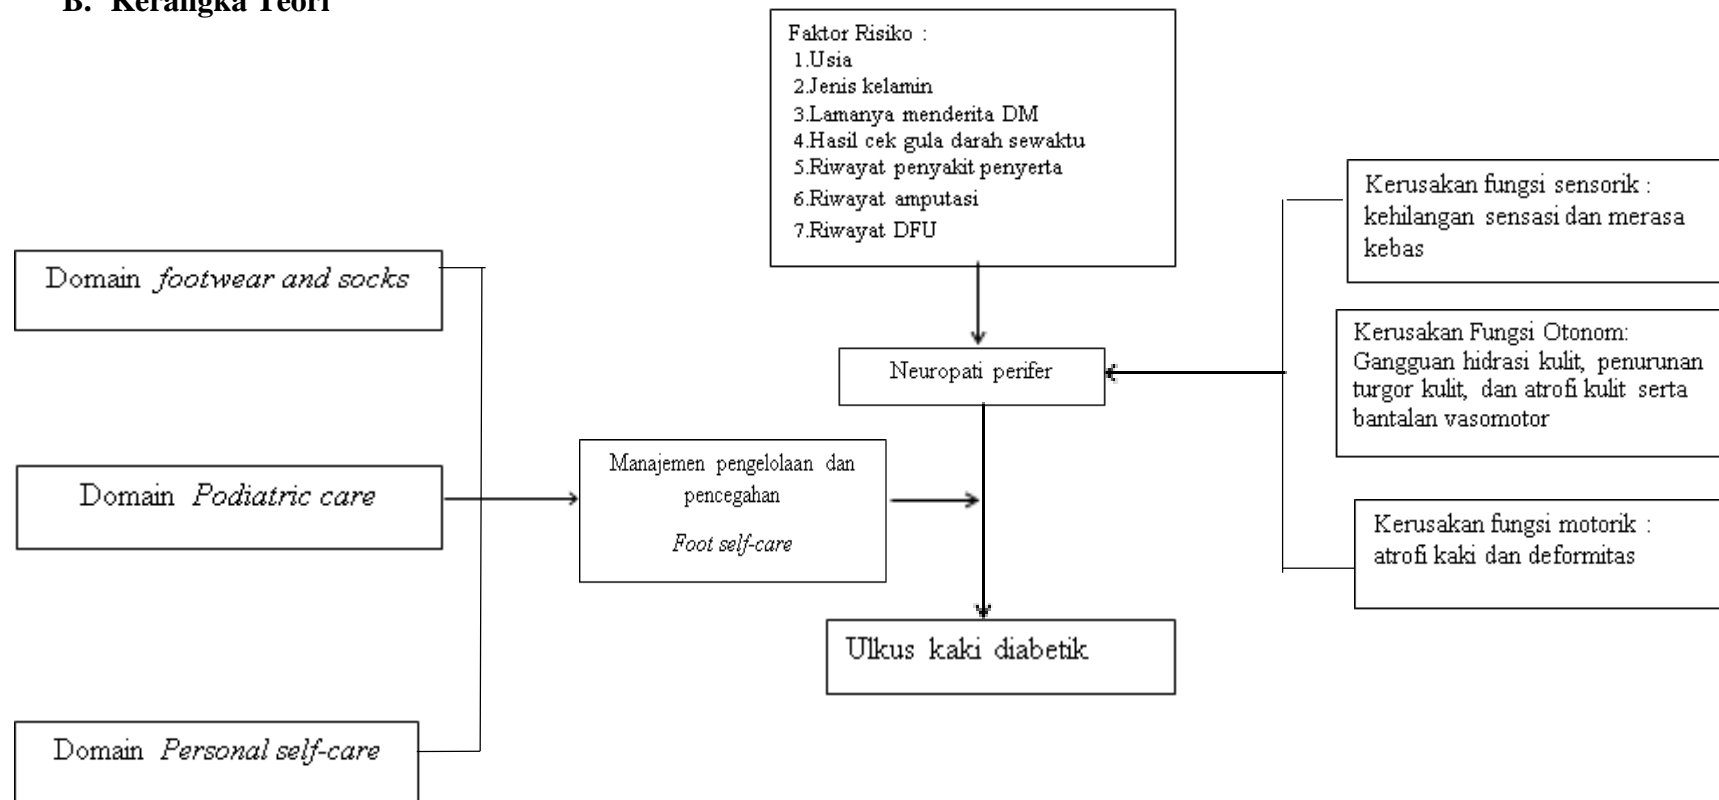 B. Kerangka Teori
Faktor Risiko :
1.Usia
2.Jenis kelamin
3.Lamanya menderita DM
4.Hasil cek gula darah sewaktu
5.Riwayat penyakit penyerta
6.Riwayat amputasi
7.Riwayat DFU
Kerusakan fungsi sensorik :
kehilangan sensasi dan merasa
kebas
Domain footwear and socks
Kerusakan Fungsi Otonom:
Gangguan hidrasi kulit, penurunan
turgor kulit, dan atrofi kulit serta
bantalan vasomotor
Neuropati perifer
Manajemen pengelolaan dan
pencegahan
Foot self-care
Domain Podiatric care
Kerusakan fungsi motorik :
atrofi kaki dan deformitas
Ulkus kaki diabetik
Domain Personal self-care